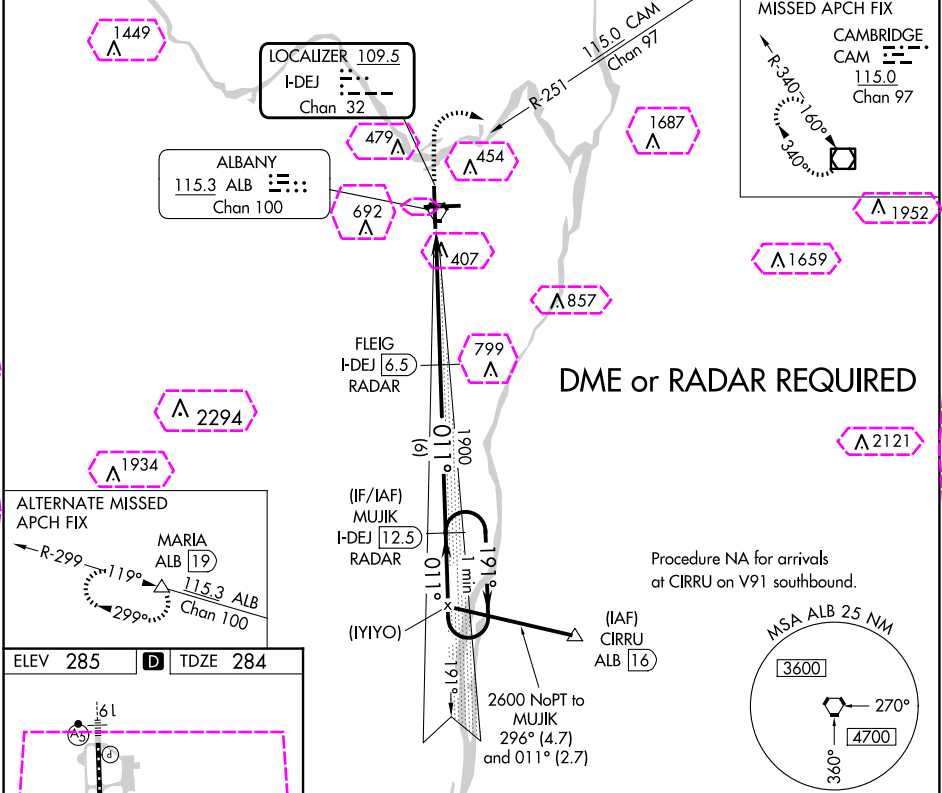 1449
LOCALIZER 109.5
I-DEJ
Chan 32
115.0 CAM
Chan 97
R-251
MISSED APCH FIX
CAMBRIDGE
CAM
115.0
Chan 97
R-340
160°
340°
479
454
1687
ALBANY
115.3 ALB
Chan 100
692
407
1952
1659
857
FLEIG
I-DEJ 6.5
RADAR
799
DME or RADAR REQUIRED
2294
1934
2121
011°
(6)
1900
ALTERNATE MISSED
APCH FIX
MARIA
ALB 19
R-299
119°
299°
115.3 ALB
Chan 100
(IF/IAF)
MUJIK
I-DEJ 12.5
RADAR
011°
1 min
191°
(IYIYO)
191°
(IAF)
CIRRU
ALB 16
2600 NoPT to
MUJIK
296° (4.7)
and 011° (2.7)
Procedure NA for arrivals
at CIRRU on V91 southbound.
MSA ALB 25 NM
3600
270°
4700
360°
ELEV 285
D
TDZE 284
19
A5
P